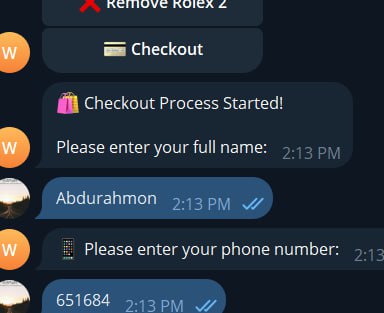 ❌ Remove Rolex 2
💳 Checkout
W
🛍️ Checkout Process Started!
Please enter your full name: 2:13 PM
W
Abdurahmon 2:13 PM
W
📱 Please enter your phone number: 2:13
651684 2:13 PM